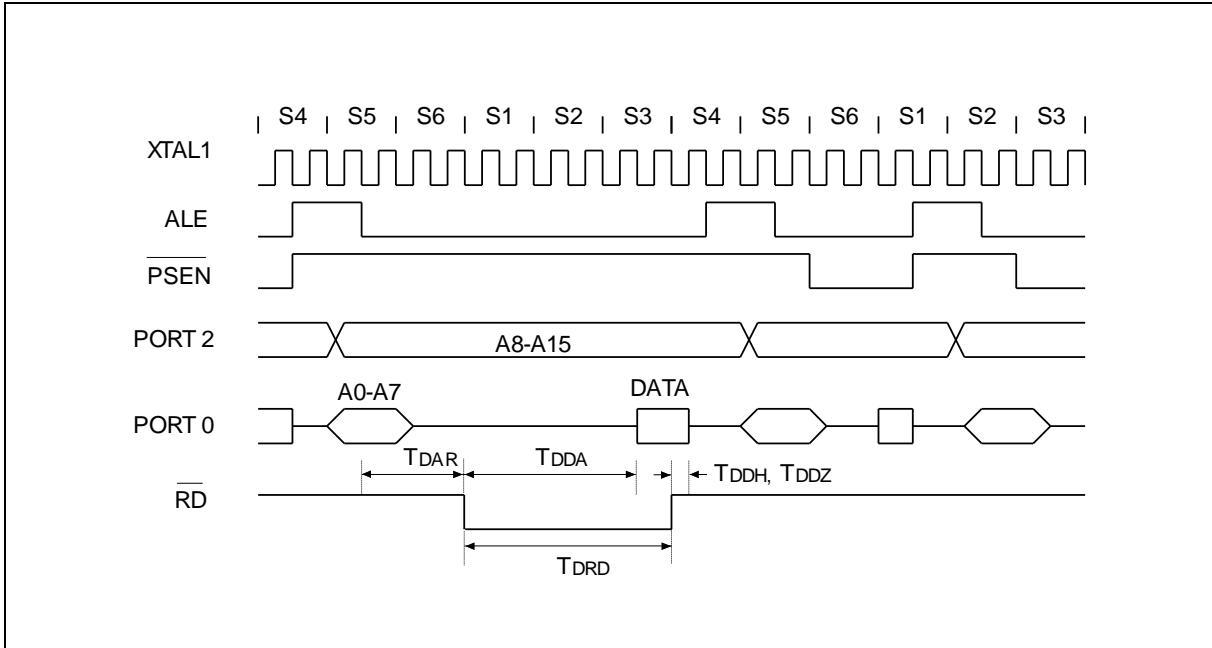 S4 S5 S6 S1 S2 S3 S4 S5 S6 S1 S2 S3
XTAL1
ALE
PSEN
PORT 2
A8-A15
A0-A7
DATA
PORT 0
TDAR
TDDA
TDDH, TDDZ
RD
TDRD